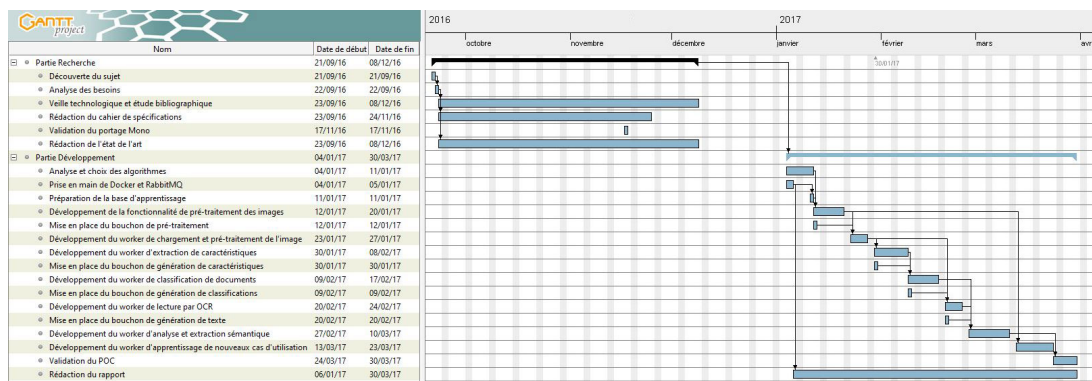 GANTT project
2016 2017
octobre novembre décembre janvier février mars avr
Nom Date de début Date de fin
30/01/17
Partie Recherche 21/09/16 08/12/16
Découverte du sujet 21/09/16 21/09/16
Analyse des besoins 22/09/16 22/09/16
Veille technologique et étude bibliographique 23/09/16 08/12/16
Rédaction du cahier de spécifications 23/09/16 24/11/16
Validation du portage Mono 17/11/16 17/11/16
Rédaction de l'état de l'art 23/09/16 08/12/16
Partie Développement 04/01/17 30/03/17
Analyse et choix des algorithmes 04/01/17 11/01/17
Prise en main de Docker et RabbitMQ 04/01/17 05/01/17
Préparation de la base d'apprentissage 11/01/17 11/01/17
Développement de la fonctionnalité de pré-traitement des images 12/01/17 20/01/17
Mise en place du bouchon de pré-traitement 12/01/17 12/01/17
Développement du worker de chargement et pré-traitement de l'image 23/01/17 27/01/17
Développement du worker d'extraction de caractéristiques 30/01/17 08/02/17
Mise en place du bouchon de génération de caractéristiques 30/01/17 30/01/17
Développement du worker de classification de documents 09/02/17 17/02/17
Mise en place du bouchon de génération de classifications 09/02/17 09/02/17
Développement du worker de lecture par OCR 20/02/17 24/02/17
Mise en place du bouchon de génération de texte 20/02/17 20/02/17
Développement du worker d'analyse et extraction sémantique 27/02/17 10/03/17
Développement du worker d'apprentissage de nouveaux cas d'utilisation 13/03/17 23/03/17
Validation du POC 24/03/17 30/03/17
Rédaction du rapport 06/01/17 30/03/17